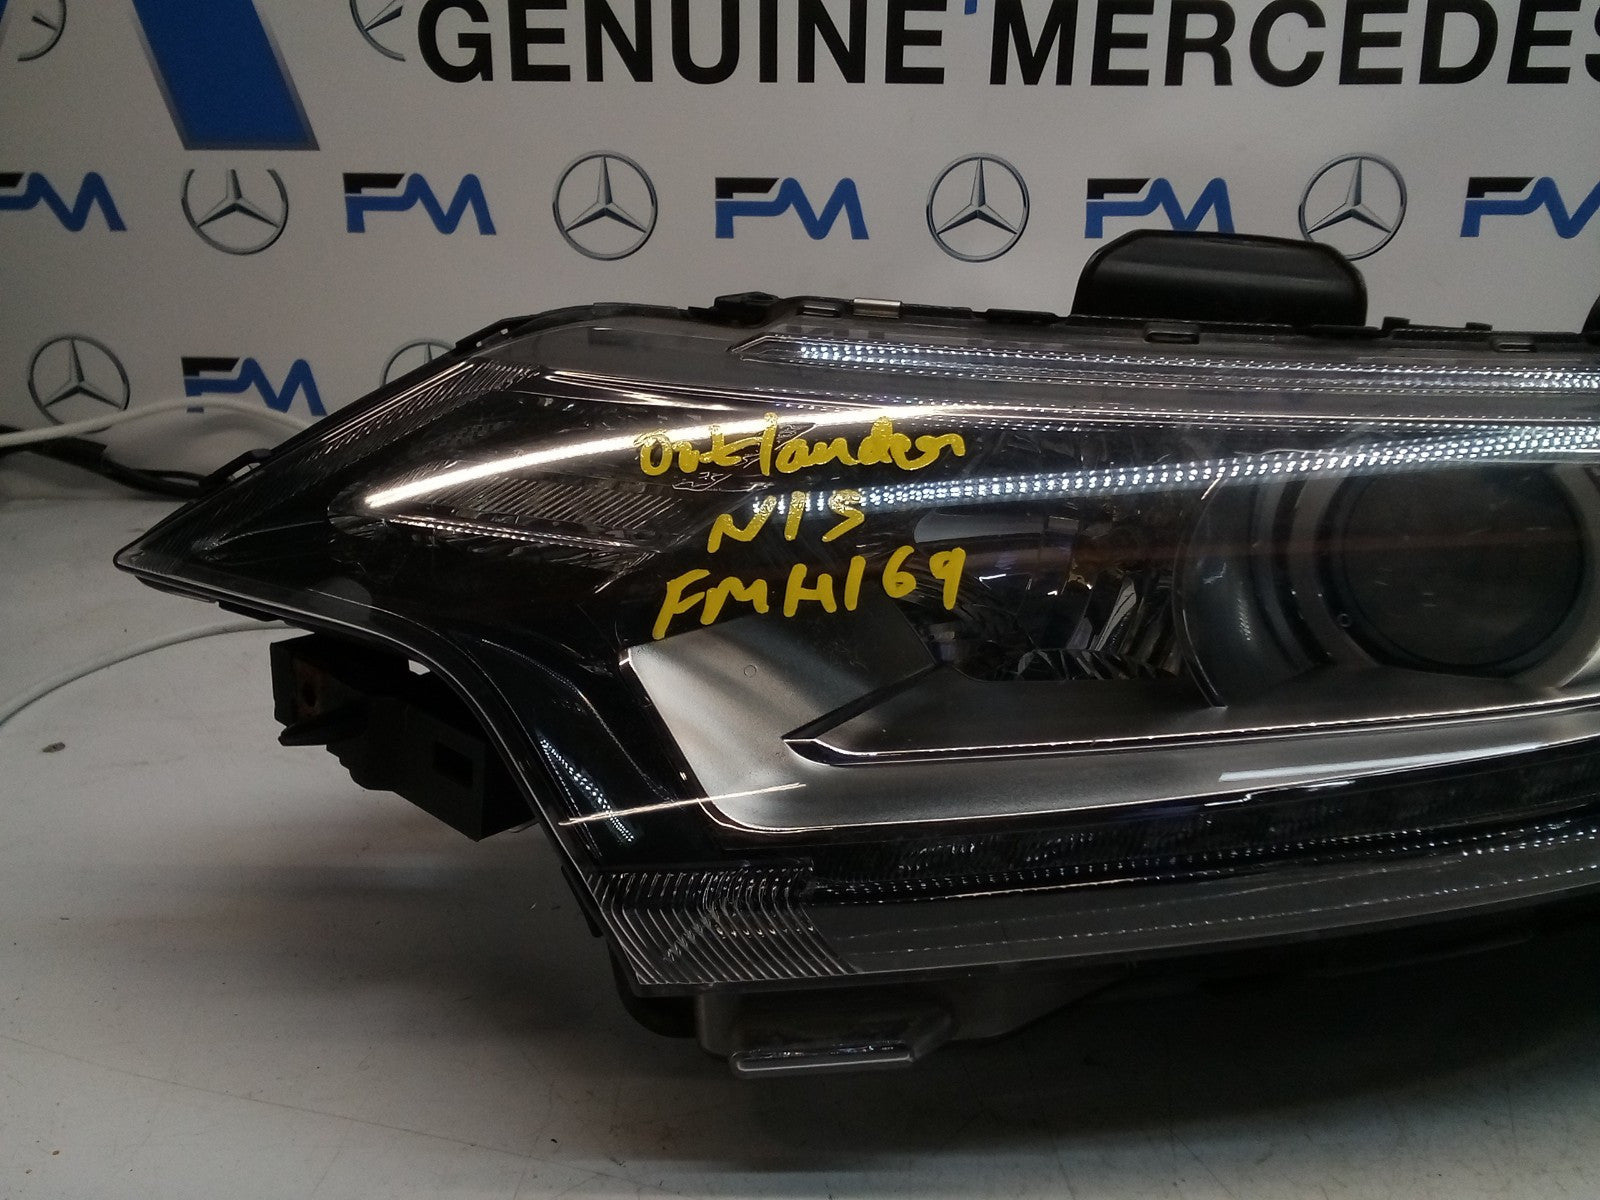 GENUINE MERCEDES
FM FM FM FM FM
FM
Outlander
N/S
FMH169